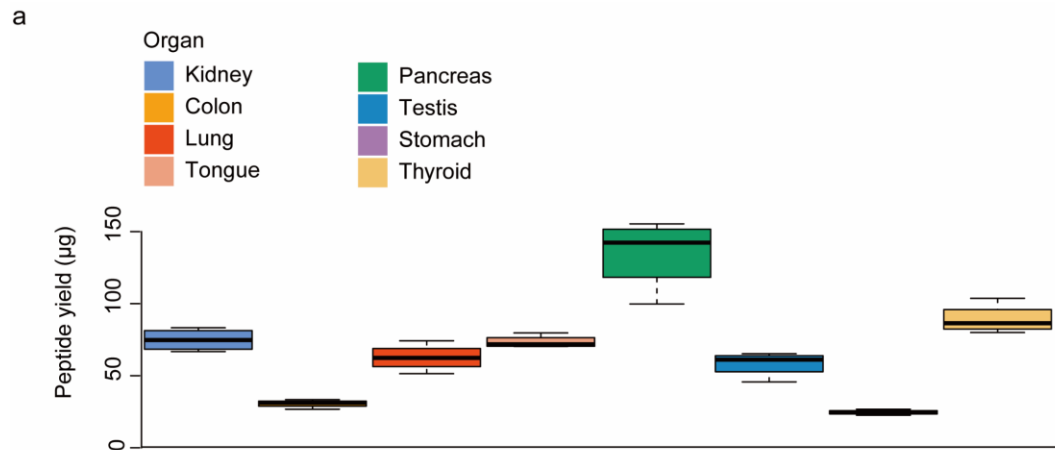 a
Organ
Kidney
Colon
Lung
Tongue
Pancreas
Testis
Stomach
Thyroid
Peptide yield (µg)
150
100
50
0